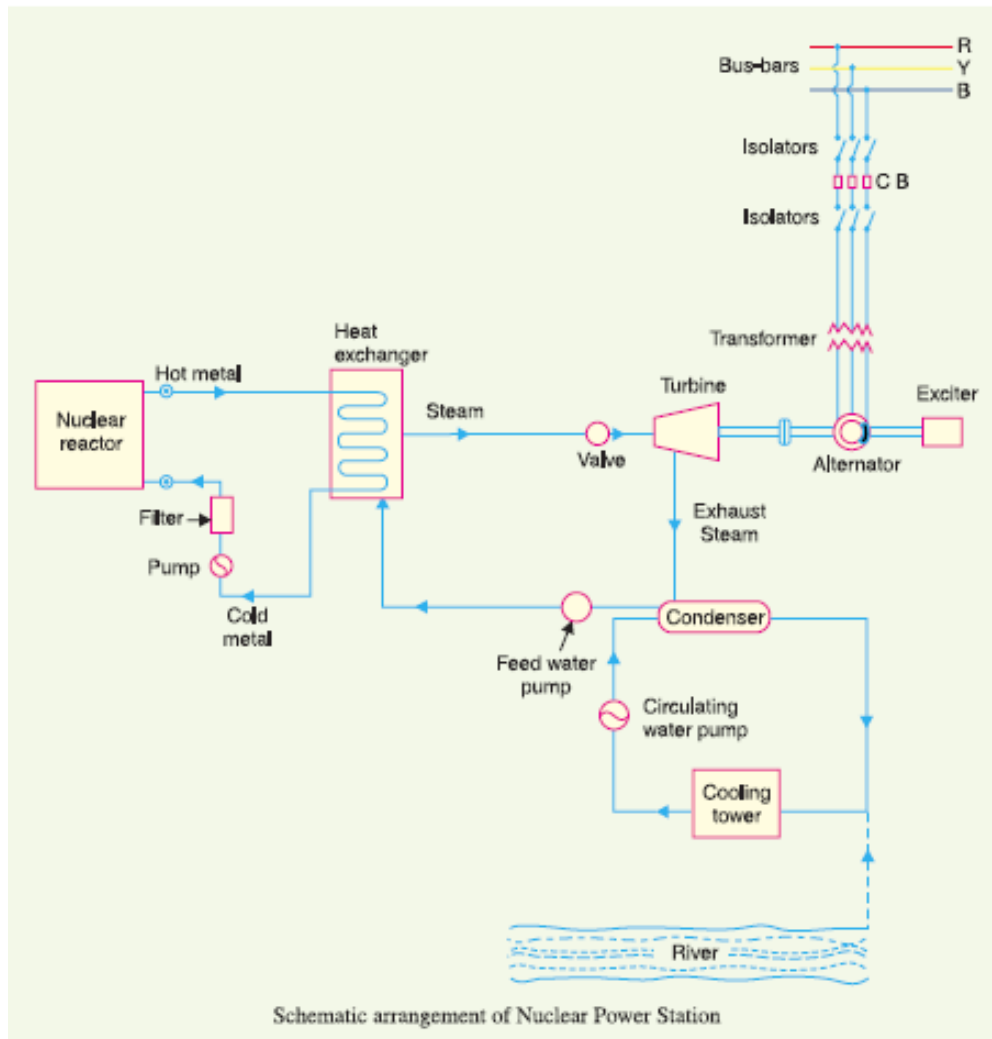 R
Bus-bars
Y
B
Isolators
C B
Isolators
Transformer
Heat
exchanger
Hot metal
Turbine
Exciter
Nuclear
reactor
Steam
Valve
Alternator
Filter
Exhaust
Steam
Pump
Cold
metal
Condenser
Feed water
pump
Circulating
water pump
Cooling
tower
River
Schematic arrangement of Nuclear Power Station